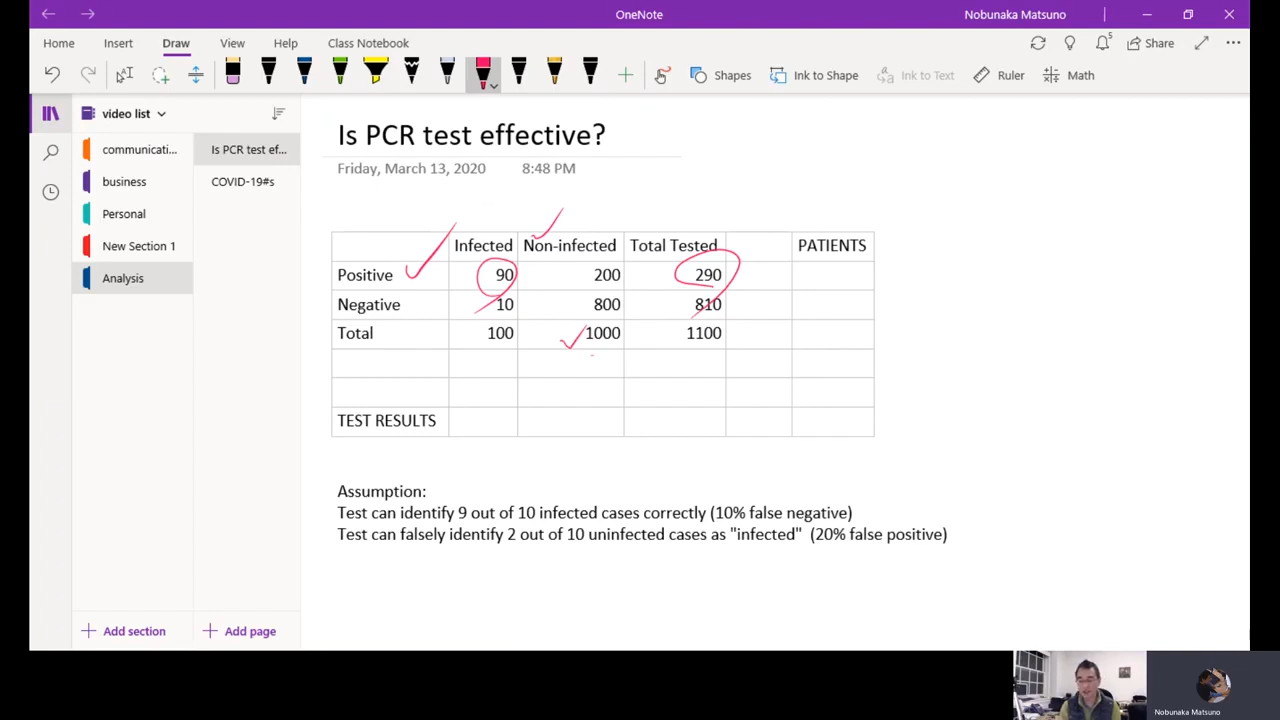 OneNote
Nobunaka Matsuno
Home Insert Draw View Help Class Notebook
5
Share
Shapes
Ink to Shape
Ink to Text
Ruler
Math
video list
communicati...
business
Personal
New Section 1
Analysis
Is PCR test ef...
COVID-19#s
Is PCR test effective?
Friday, March 13, 2020 8:48 PM
Infected Non-infected Total Tested PATIENTS
Positive 90 200 290
Negative 10 800 810
Total 100 1000 1100
TEST RESULTS
Assumption:
Test can identify 9 out of 10 infected cases correctly (10% false negative)
Test can falsely identify 2 out of 10 uninfected cases as "infected" (20% false positive)
Add section
Add page
Nobunaka Matsuno